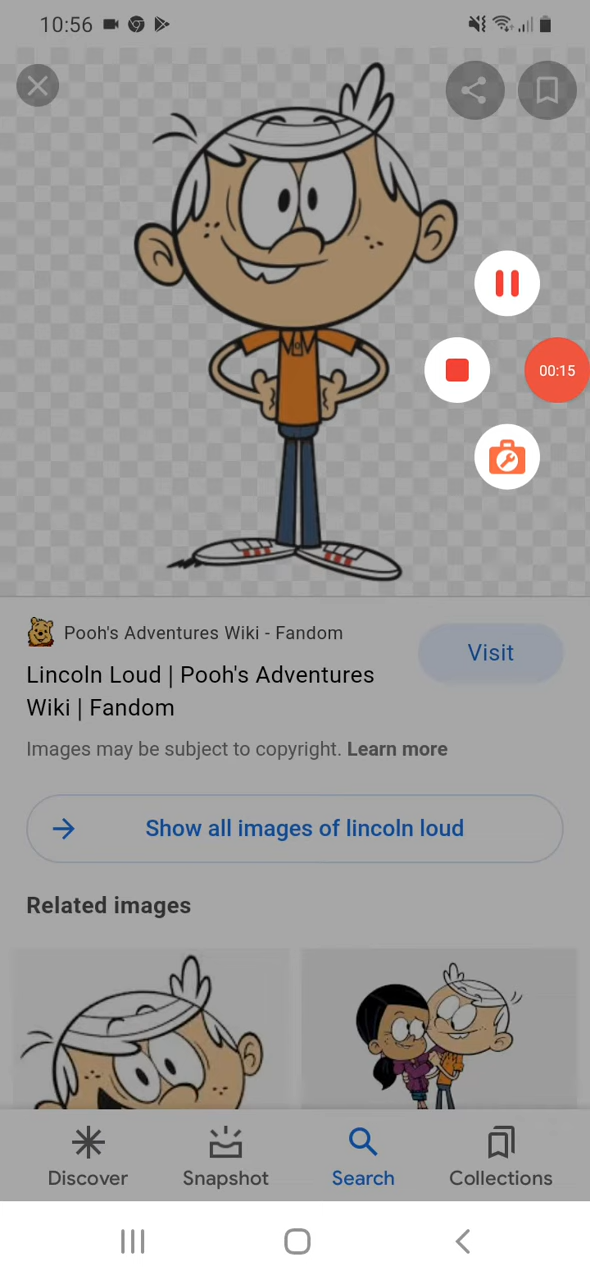 10:56
00:15
Pooh's Adventures Wiki - Fandom
Visit
Lincoln Loud | Pooh's Adventures
Wiki | Fandom
Images may be subject to copyright. Learn more
Show all images of lincoln loud
Related images
Discover Snapshot Search Collections